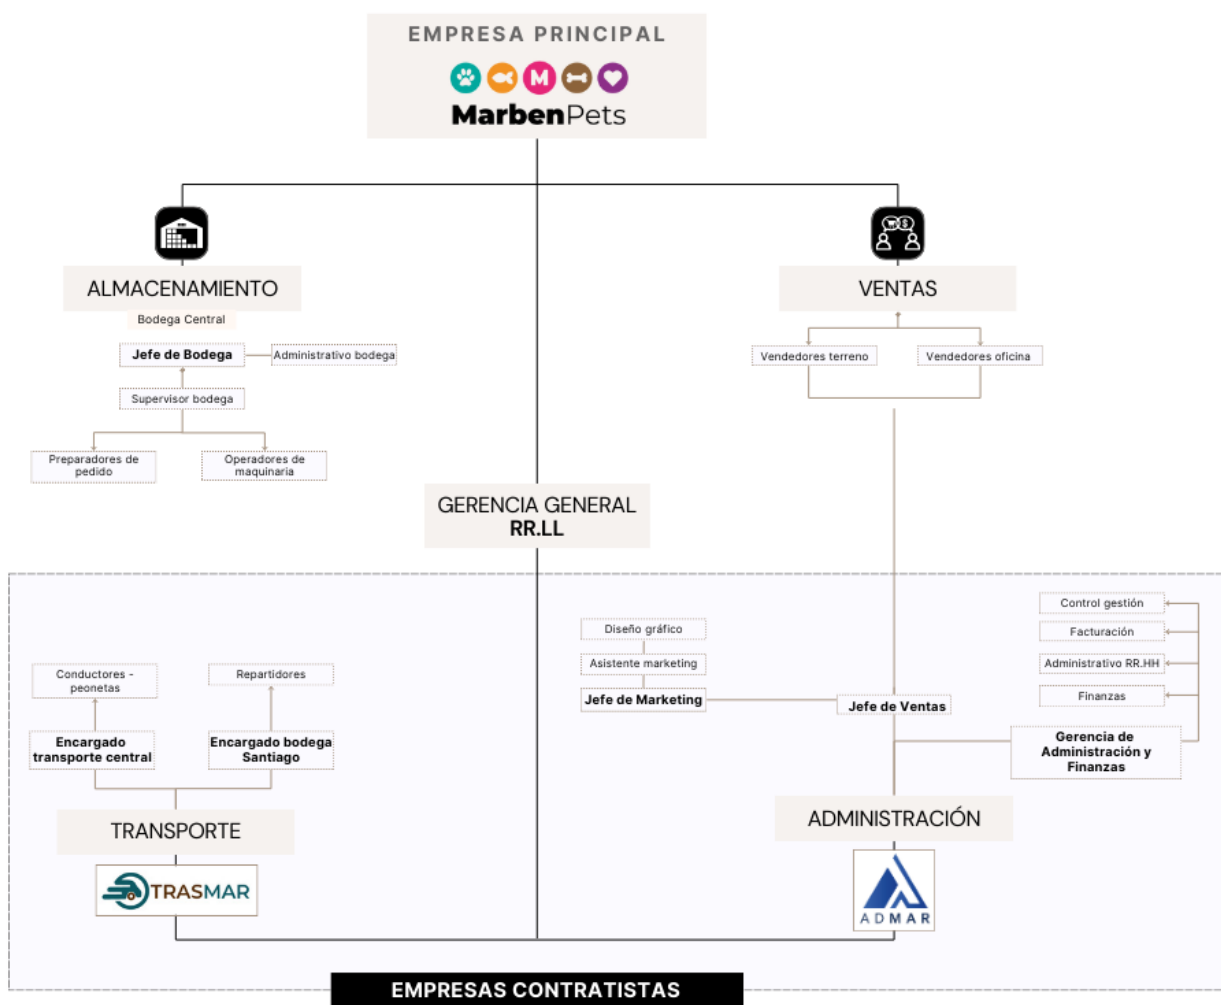 EMPRESA PRINCIPAL
M
MarbenPets
ALMACENAMIENTO
Bodega Central
Jefe de Bodega
Administrativo bodega
Supervisor bodega
Preparadores de
pedido
Operadores de
maquinaria
$
VENTAS
Vendedores terreno
Vendedores oficina
GERENCIA GENERAL
RR.LL
Conductores -
peonetas
Repartidores
Encargado
transporte central
Encargado bodega
Santiago
TRANSPORTE
TRASMAR
Diseño gráfico
Asistente marketing
Jefe de Marketing
Jefe de Ventas
Control gestión
Facturación
Administrativo RR.HH
Finanzas
Gerencia de
Administración y
Finanzas
ADMINISTRACIÓN
ADMAR
EMPRESAS CONTRATISTAS